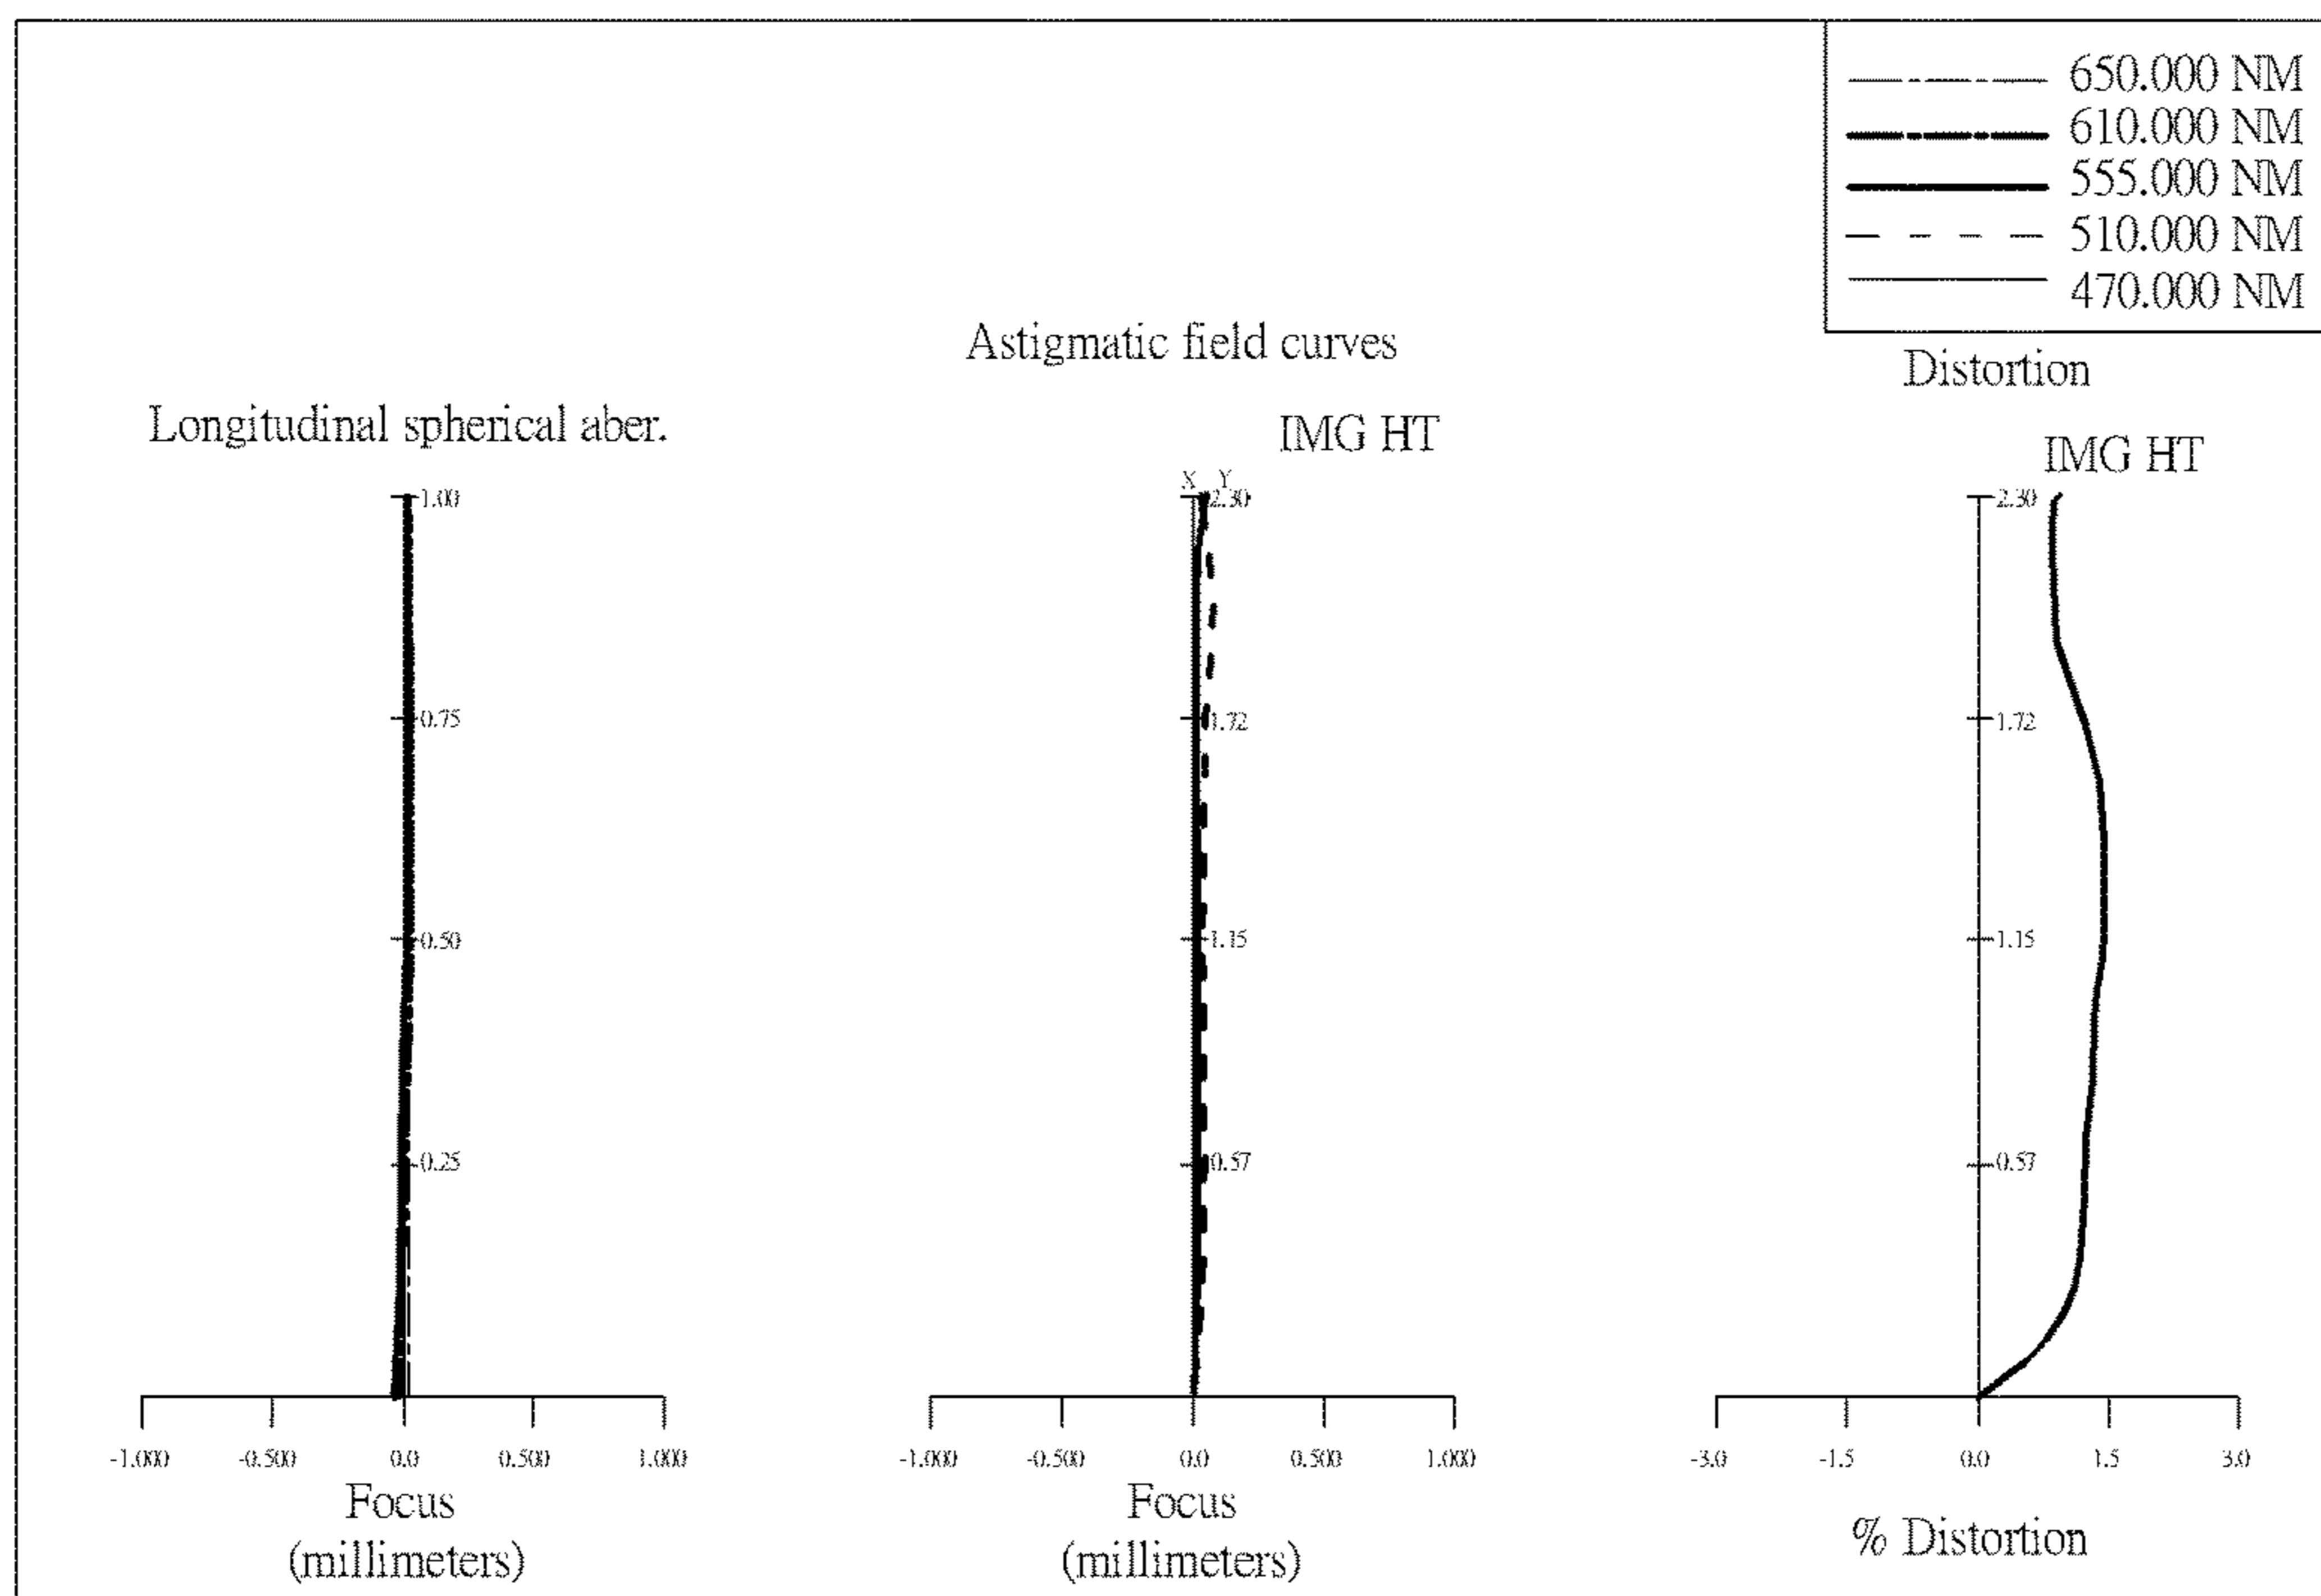 650.000 NM
610.000 NM
555.000 NM
510.000 NM
470.000 NM
Longitudinal spherical aber.
1.00
0.75
0.50
0.25
-1.000 -0.500 0.0 0.500 1.000
Focus
(millimeters)
Astigmatic field curves
IMG HT
X Y
2.30
1.72
1.15
0.57
-1.000 -0.500 0.0 0.500 1.000
Focus
(millimeters)
Distortion
IMG HT
2.30
1.72
1.15
0.57
-3.0 -1.5 0.0 1.5 3.0
% Distortion